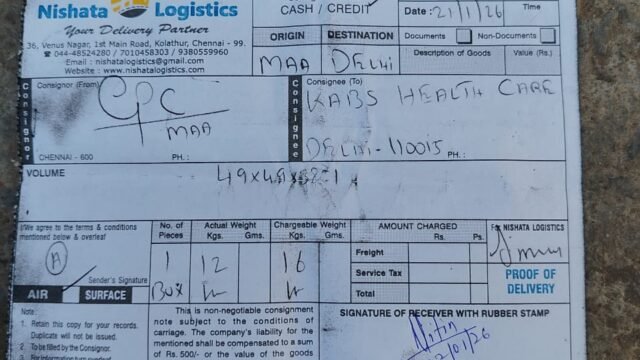 Nishata Logistics
Your Delivery Partner
36, Venus Nagar, 1st Main Road, Kolathur, Chennai - 99.
044-48524280 / 7010458303 / 9380559960
Email : nishatalogistics@gmail.com
Website : www.nishatalogistics.com
CASH / CREDIT
Date : 21/1/26
Time
ORIGIN
DESTINATION
MAA
DELHI
Documents
Non-Documents
Description of Goods
Value (Rs.)
Consignor
Consignor (From)
CPC
MAA
CHENNAI - 600
PH. :
Consignee
Consignee (To)
KABS HEALTH CARE
DELHI - 110015
PH. :
VOLUME
I/We agree to the terms & conditions
mentioned below & overleaf
A
Sender's Signature
AIR
SURFACE
No. of
Pieces
1
BOX
Actual Weight
Kgs. Gms.
12
Chargeable Weight
Kgs. Gms.
16
AMOUNT CHARGED
Rs. Ps.
Freight
Service Tax
Total
For NISHATA LOGISTICS
PROOF OF
DELIVERY
Note :
1. Retain this copy for your records.
Duplicate will not be issued.
2. To be filled by the Consignor.
This is non-negotiable consignment
note subject to the conditions of
carriage. The company's liability for the
mentioned shall be compensated to a
sum of Rs. 500/- or the value of the goods
SIGNATURE OF RECEIVER WITH RUBBER STAMP
Nitin